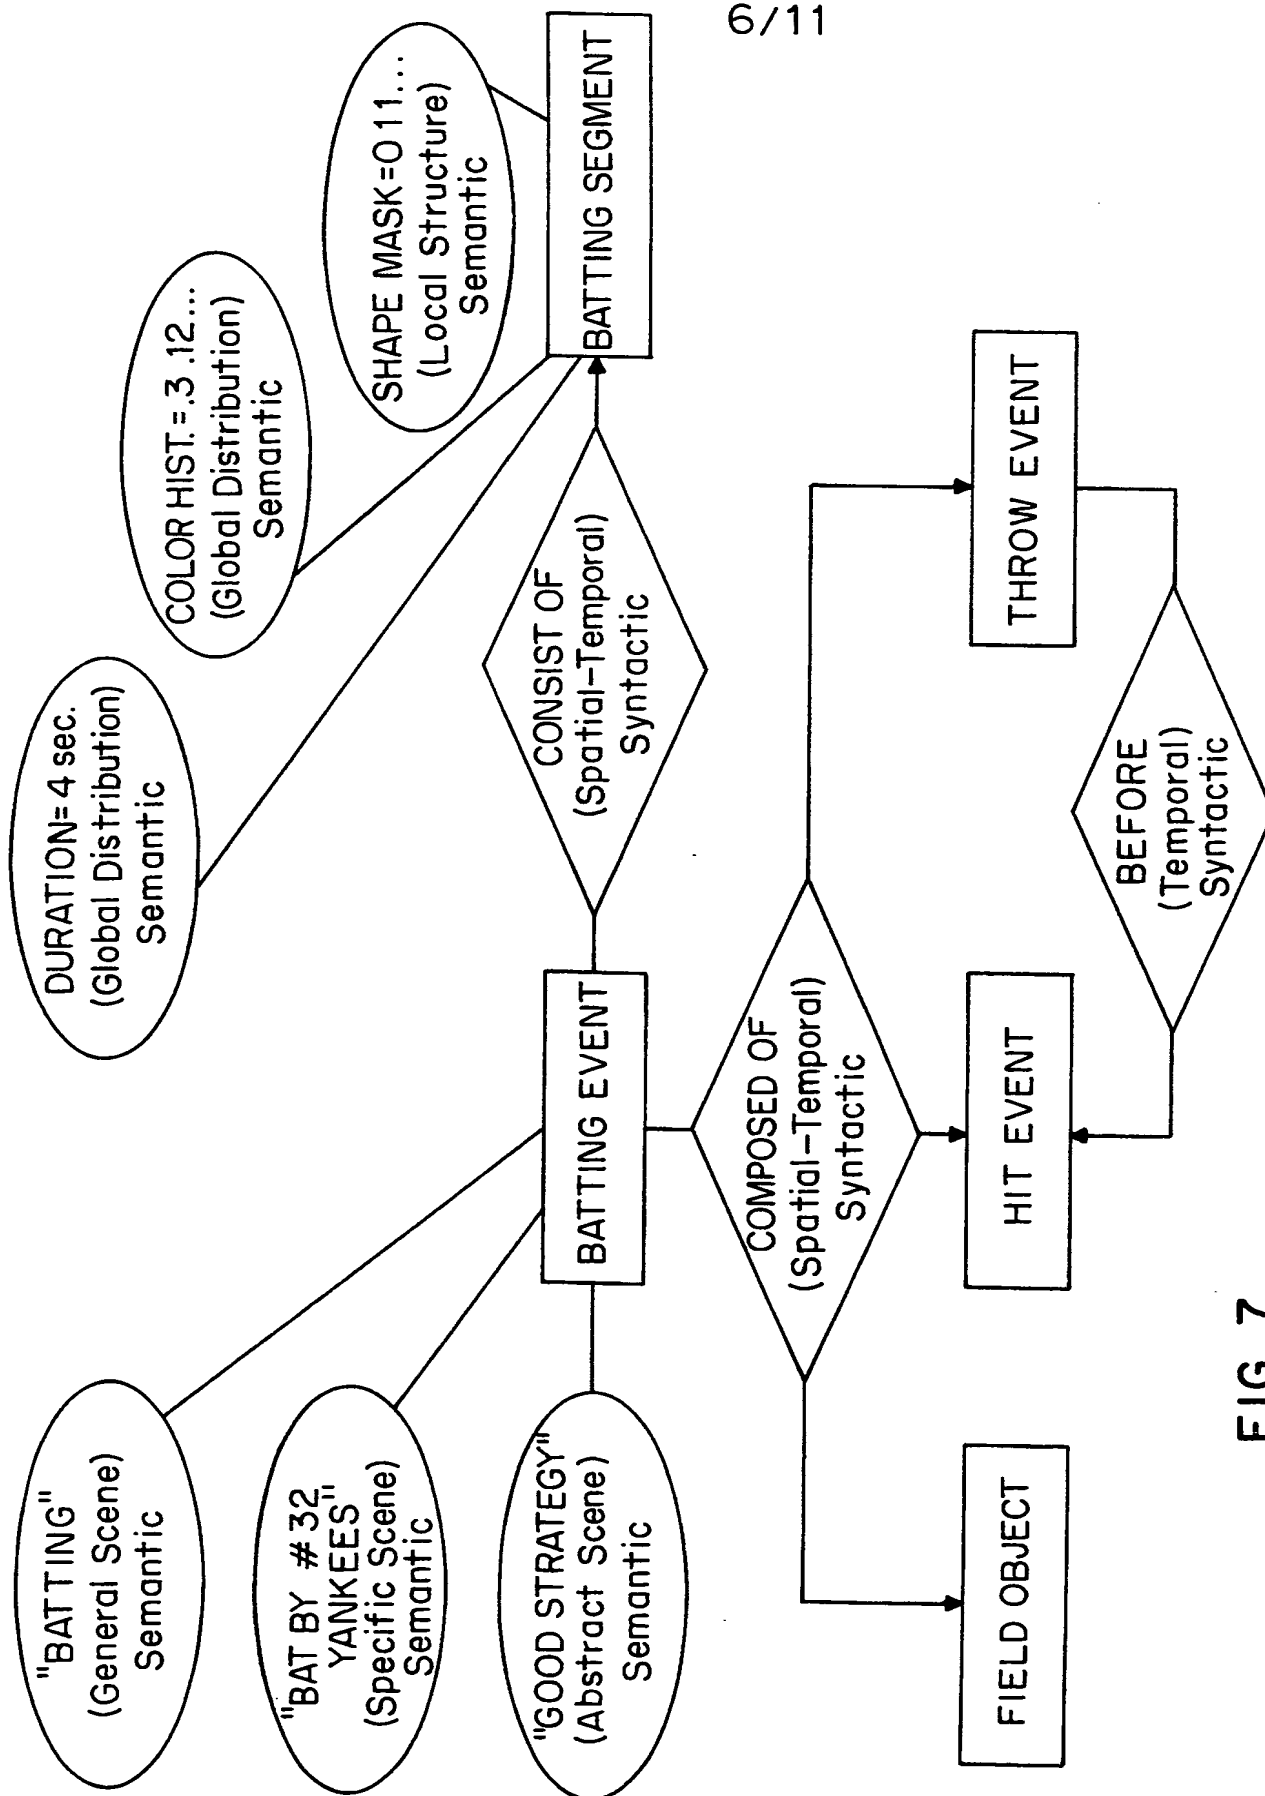 6/11
"BATTING"
(General Scene)
Semantic
"BAT BY #32
YANKEES"
(Specific Scene)
Semantic
"GOOD STRATEGY"
(Abstract Scene)
Semantic
DURATION=4 sec.
(Global Distribution)
Semantic
COLOR HIST.=.3 .12...
(Global Distribution)
Semantic
SHAPE MASK=011...
(Local Structure)
Semantic
BATTING EVENT
CONSIST OF
(Spatial-Temporal)
Syntactic
BATTING SEGMENT
COMPOSED OF
(Spatial-Temporal)
Syntactic
FIELD OBJECT
HIT EVENT
THROW EVENT
BEFORE
(Temporal)
Syntactic
FIG. 7